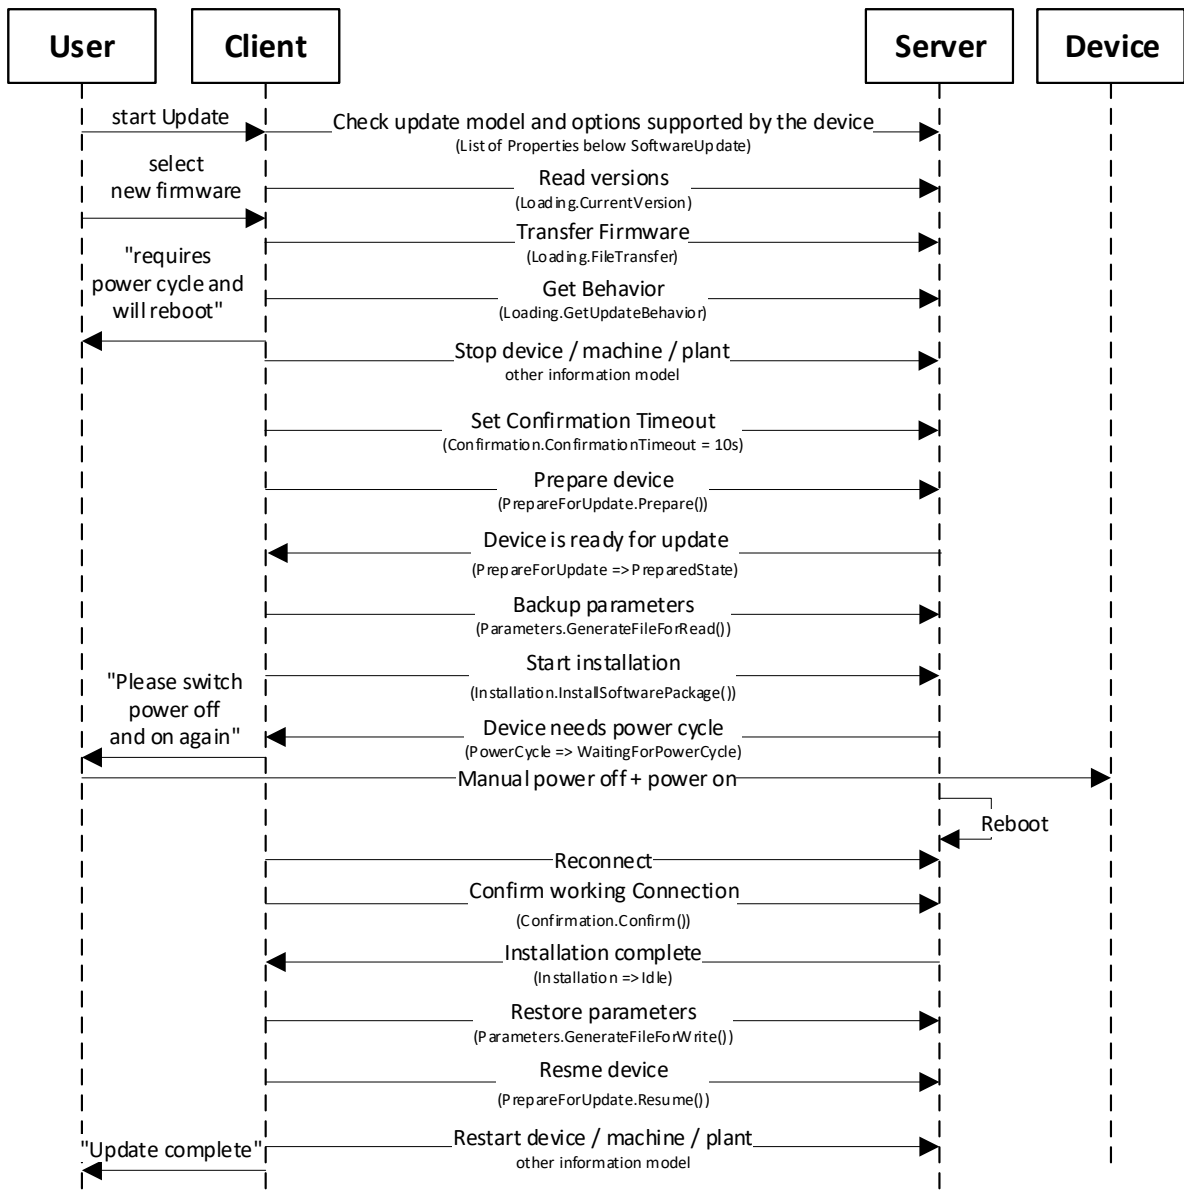 User
Client
Server
Device
start Update
Check update model and options supported by the device
(List of Properties below SoftwareUpdate)
select
new firmware
Read versions
(Loading.CurrentVersion)
Transfer Firmware
(Loading.FileTransfer)
"requires
power cycle and
will reboot"
Get Behavior
(Loading.GetUpdateBehavior)
Stop device / machine / plant
other information model
Set Confirmation Timeout
(Confirmation.ConfirmationTimeout = 10s)
Prepare device
(PrepareForUpdate.Prepare())
Device is ready for update
(PrepareForUpdate => PreparedState)
Backup parameters
(Parameters.GenerateFileForRead())
Start installation
(Installation.InstallSoftwarePackage())
"Please switch
power off
and on again"
Device needs power cycle
(PowerCycle => WaitingForPowerCycle)
Manual power off + power on
Reboot
Reconnect
Confirm working Connection
(Confirmation.Confirm())
Installation complete
(Installation => Idle)
Restore parameters
(Parameters.GenerateFileForWrite())
Resme device
(PrepareForUpdate.Resume())
Restart device / machine / plant
other information model
"Update complete"